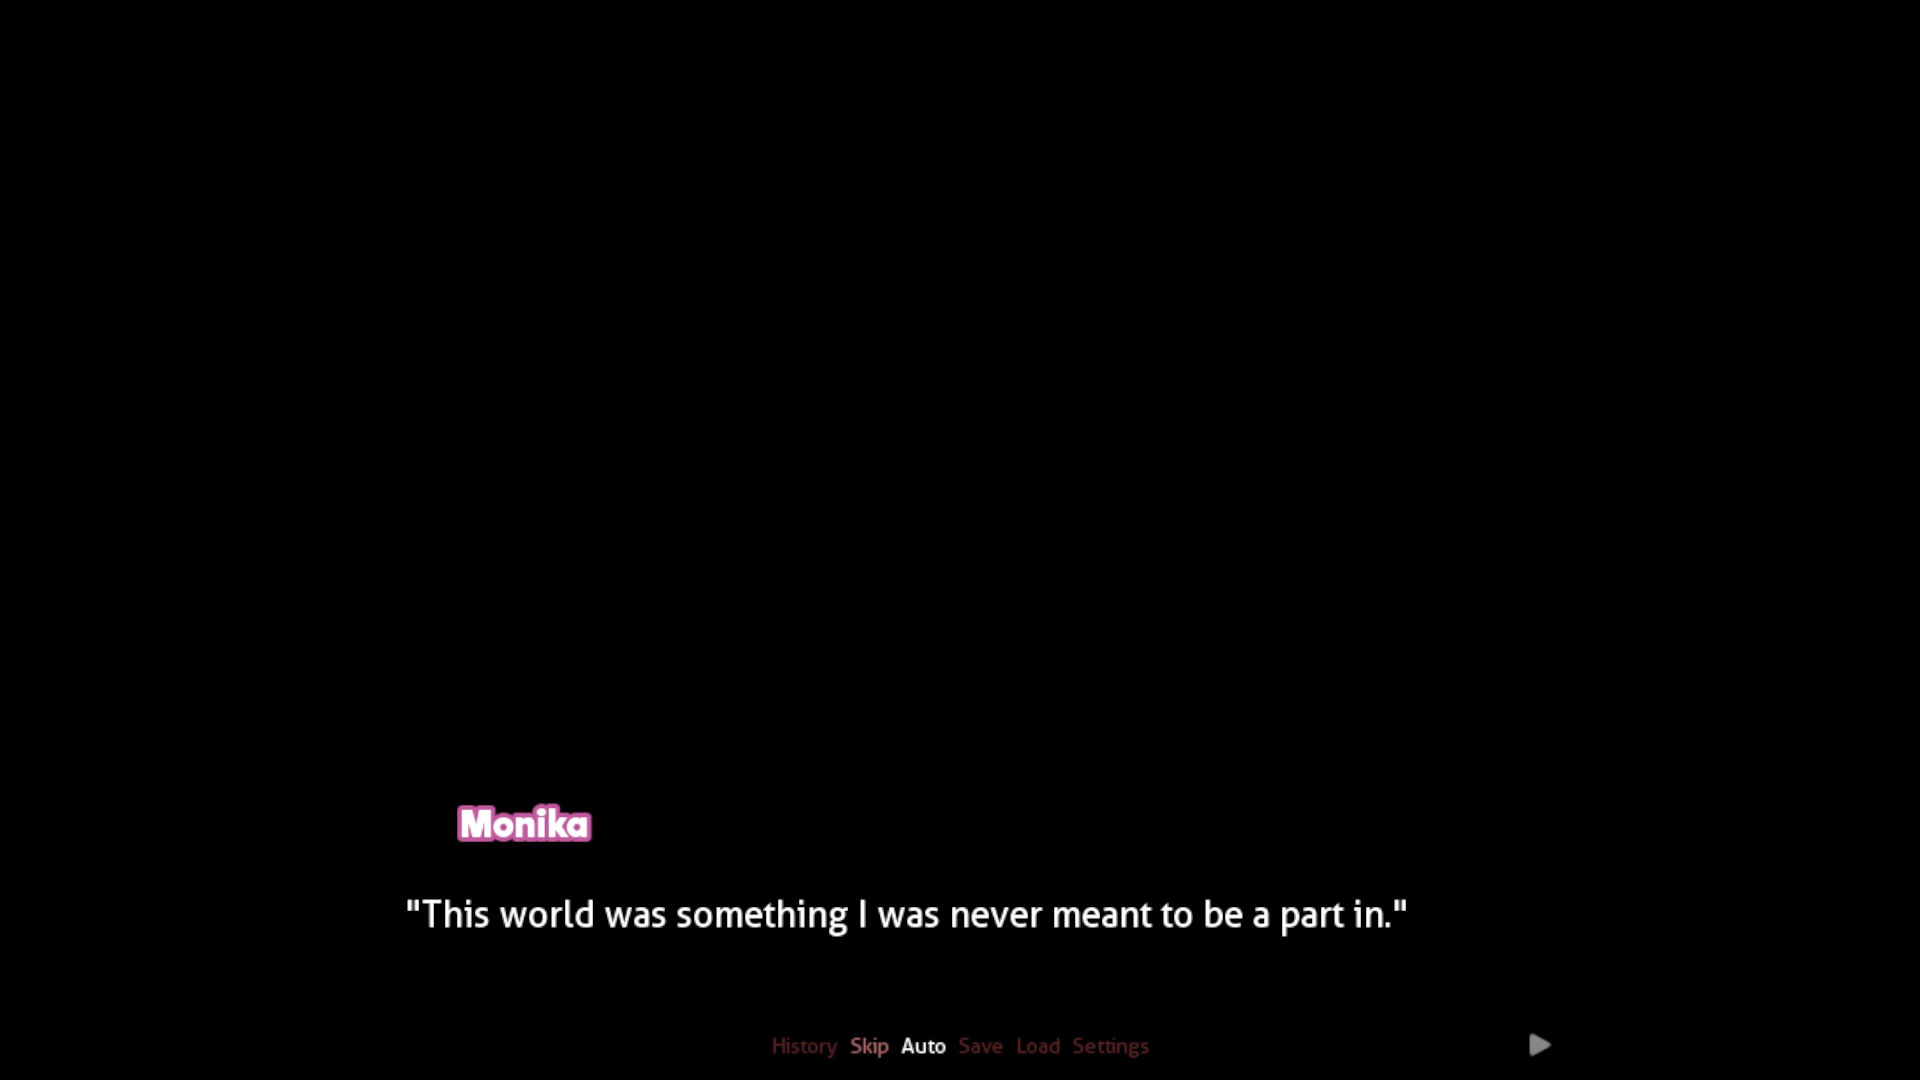 Monika
"This world was something I was never meant to be a part in."
History Skip Auto Save Load Settings